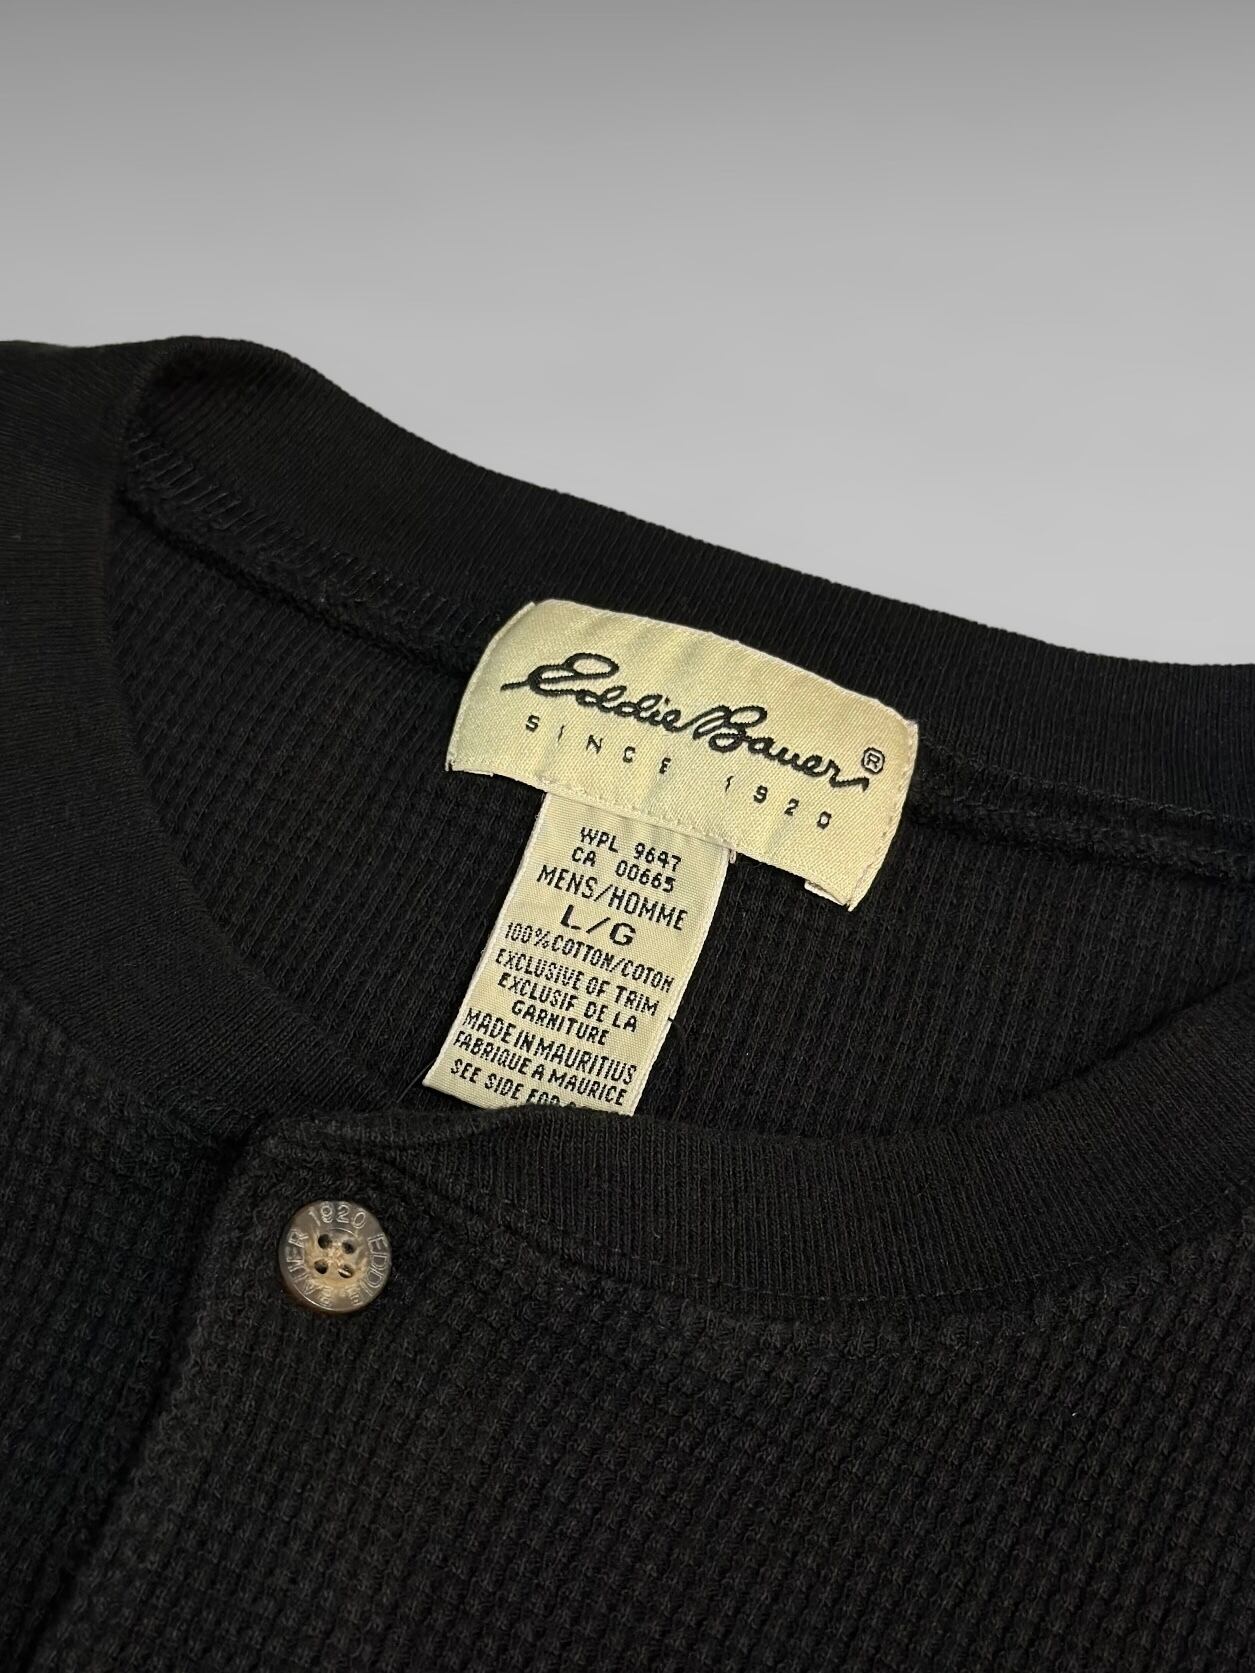 Eddie Bauer®
SINCE 1920
WPL 9647
CA 00665
MENS/HOMME
L/G
100%COTTON/COTON
EXCLUSIVE OF TRIM
EXCLUSIF DE LA
GARNITURE
MADE IN MAURITIUS
FABRIQUE A MAURICE
SEE SIDE FOR
1920 EDDIE BAUER